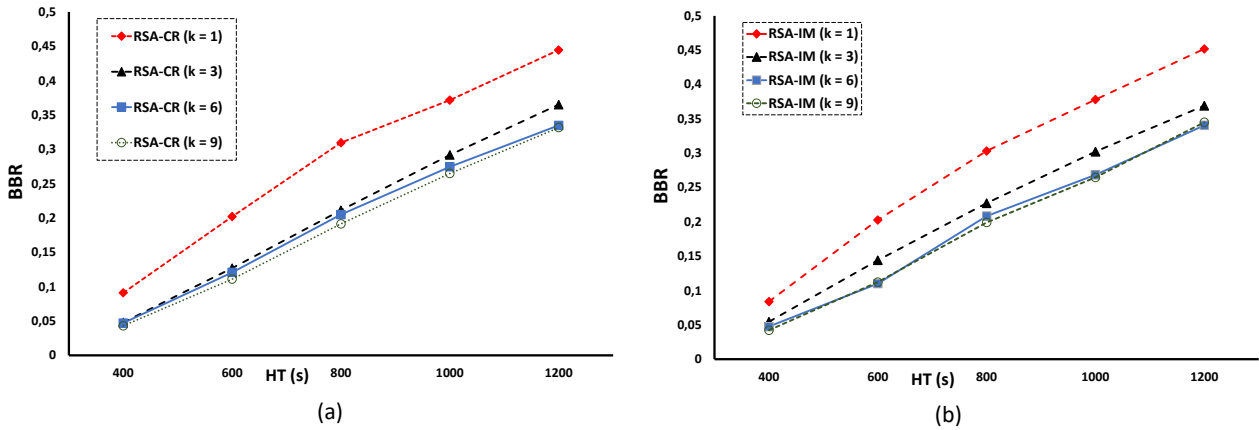 0,5
0,45
0,4
0,35
0,3
0,25
0,2
0,15
0,1
0,05
0
BBR
RSA-CR (k = 1)
RSA-CR (k = 3)
RSA-CR (k = 6)
RSA-CR (k = 9)
400 600 800 1000 1200
HT (s)
(a)
0,5
0,45
0,4
0,35
0,3
0,25
0,2
0,15
0,1
0,05
0
BBR
RSA-IM (k = 1)
RSA-IM (k = 3)
RSA-IM (k = 6)
RSA-IM (k = 9)
400 600 800 1000 1200
HT (s)
(b)